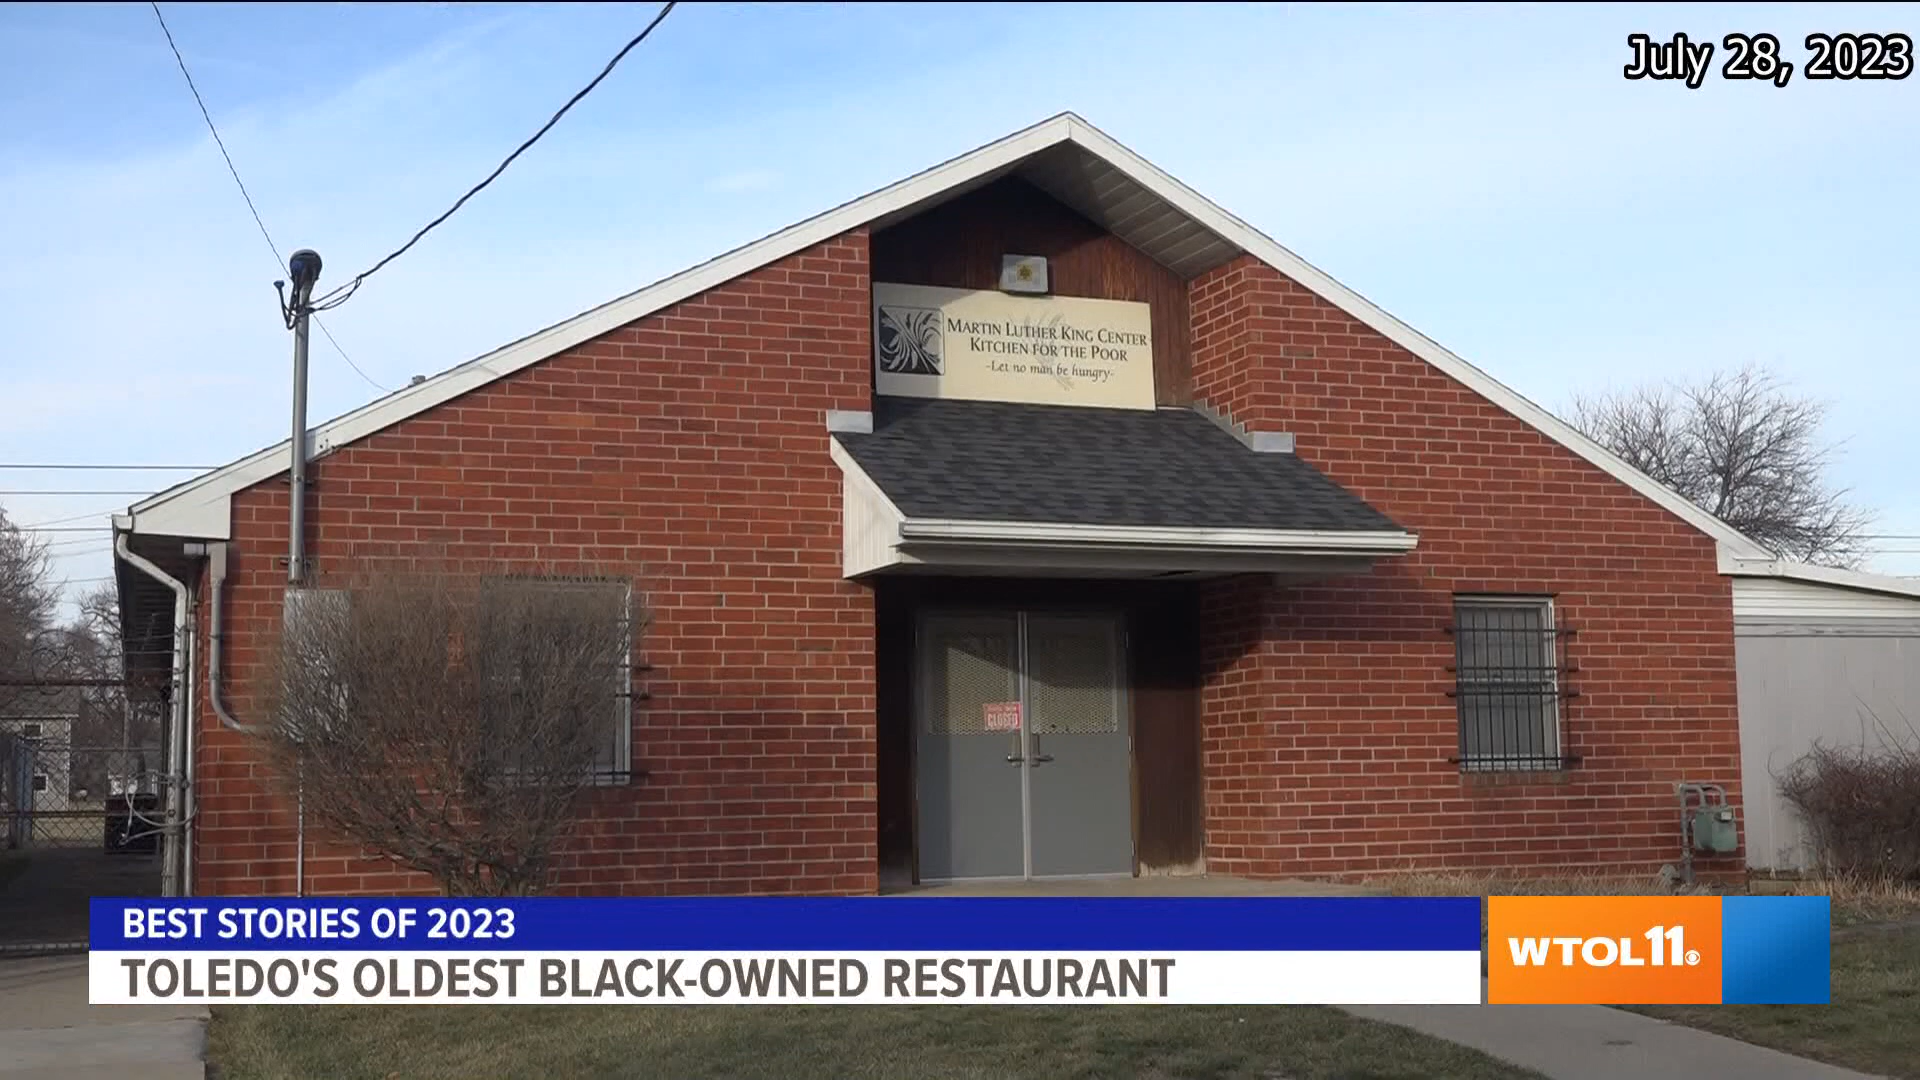 July 28, 2023
Martin Luther King Center
Kitchen for the Poor
-Let no man be hungry-
CLOSED
BEST STORIES OF 2023
TOLEDO'S OLDEST BLACK-OWNED RESTAURANT
WTOL11